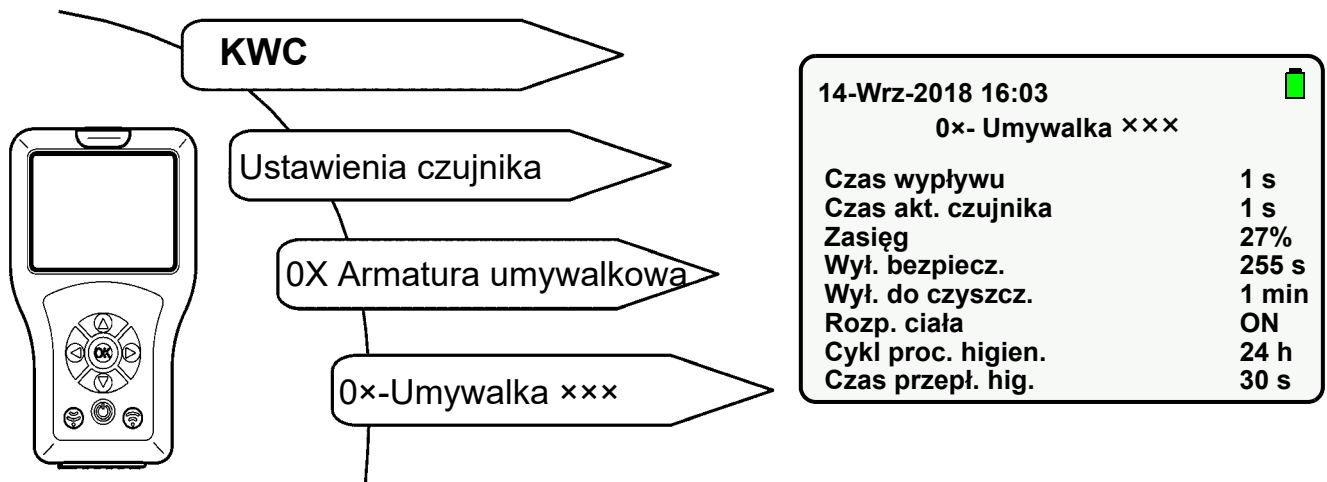 KWC
Ustawienia czujnika
0X Armatura umywalkowa
0×-Umywalka ×××
OK
14-Wrz-2018 16:03
0×- Umywalka ×××
Czas wypływu 1 s
Czas akt. czujnika 1 s
Zasięg 27%
Wył. bezpiecz. 255 s
Wył. do czyszcz. 1 min
Rozp. ciała ON
Cykl proc. higien. 24 h
Czas przepł. hig. 30 s